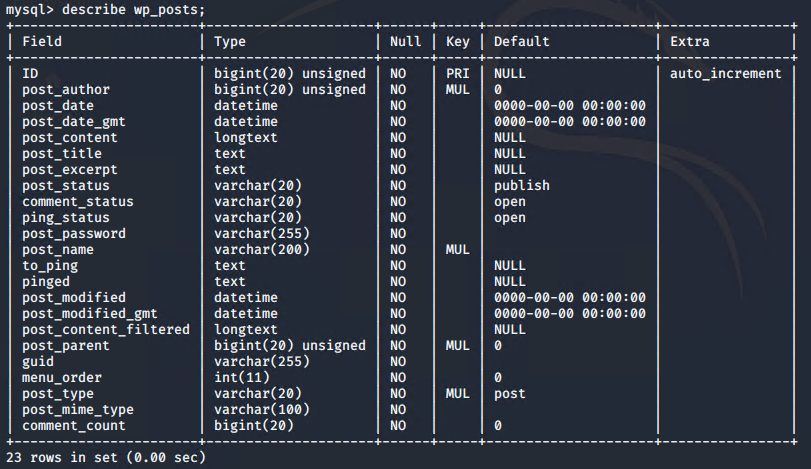 mysql> describe wp_posts;
+-----------------------+---------------------+------+-----+---------------------+----------------+
| Field                 | Type                | Null | Key | Default             | Extra          |
+-----------------------+---------------------+------+-----+---------------------+----------------+
| ID                    | bigint(20) unsigned | NO   | PRI | NULL                | auto_increment |
| post_author           | bigint(20) unsigned | NO   | MUL | 0                   |                |
| post_date             | datetime            | NO   |     | 0000-00-00 00:00:00 |                |
| post_date_gmt         | datetime            | NO   |     | 0000-00-00 00:00:00 |                |
| post_content          | longtext            | NO   |     | NULL                |                |
| post_title            | text                | NO   |     | NULL                |                |
| post_excerpt          | text                | NO   |     | NULL                |                |
| post_status           | varchar(20)         | NO   |     | publish             |                |
| comment_status        | varchar(20)         | NO   |     | open                |                |
| ping_status           | varchar(20)         | NO   |     | open                |                |
| post_password         | varchar(255)        | NO   |     |                     |                |
| post_name             | varchar(200)        | NO   | MUL |                     |                |
| to_ping               | text                | NO   |     | NULL                |                |
| pinged                | text                | NO   |     | NULL                |                |
| post_modified         | datetime            | NO   |     | 0000-00-00 00:00:00 |                |
| post_modified_gmt     | datetime            | NO   |     | 0000-00-00 00:00:00 |                |
| post_content_filtered | longtext            | NO   |     | NULL                |                |
| post_parent           | bigint(20) unsigned | NO   | MUL | 0                   |                |
| guid                  | varchar(255)        | NO   |     |                     |                |
| menu_order            | int(11)             | NO   |     | 0                   |                |
| post_type             | varchar(20)         | NO   | MUL | post                |                |
| post_mime_type        | varchar(100)        | NO   |     |                     |                |
| comment_count         | bigint(20)          | NO   |     | 0                   |                |
+-----------------------+---------------------+------+-----+---------------------+----------------+
23 rows in set (0.00 sec)